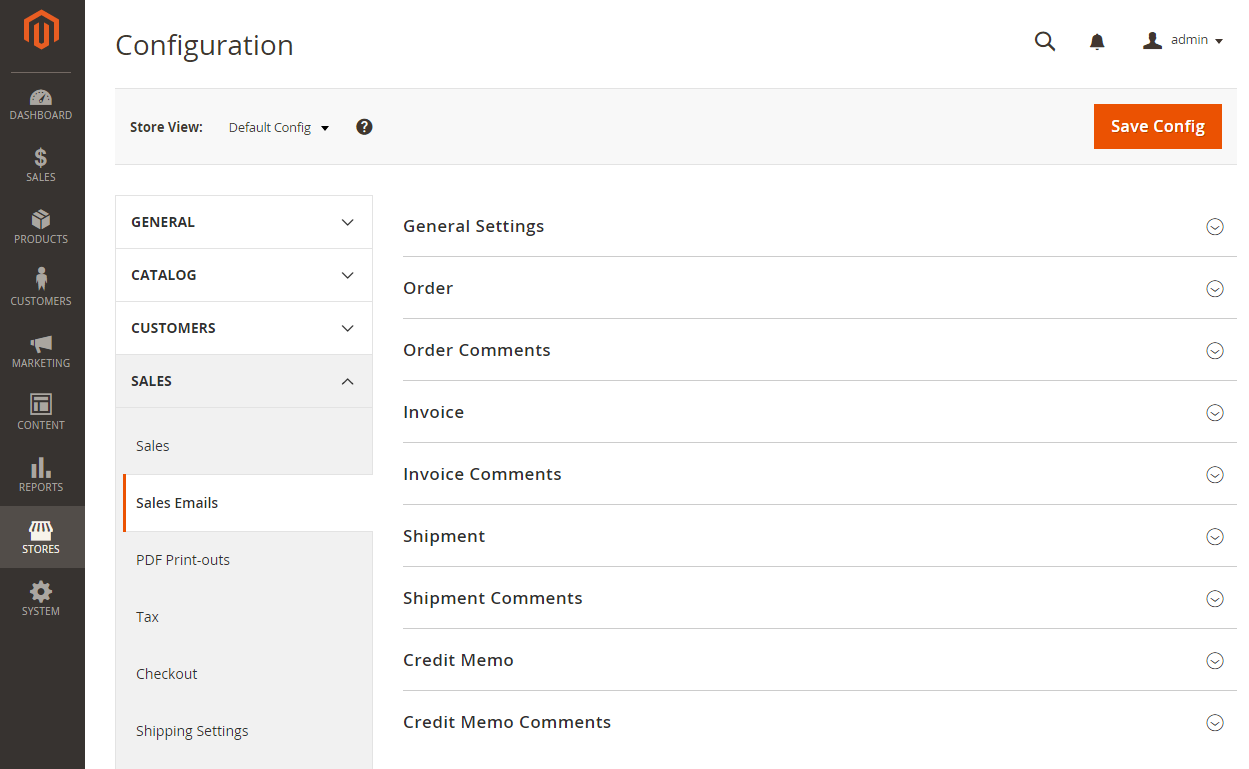 Configuration
admin
Store View:
Default Config
?
Save Config
DASHBOARD
$
SALES
PRODUCTS
CUSTOMERS
MARKETING
CONTENT
REPORTS
STORES
SYSTEM
GENERAL
CATALOG
CUSTOMERS
SALES
Sales
Sales Emails
PDF Print-outs
Tax
Checkout
Shipping Settings
General Settings
Order
Order Comments
Invoice
Invoice Comments
Shipment
Shipment Comments
Credit Memo
Credit Memo Comments